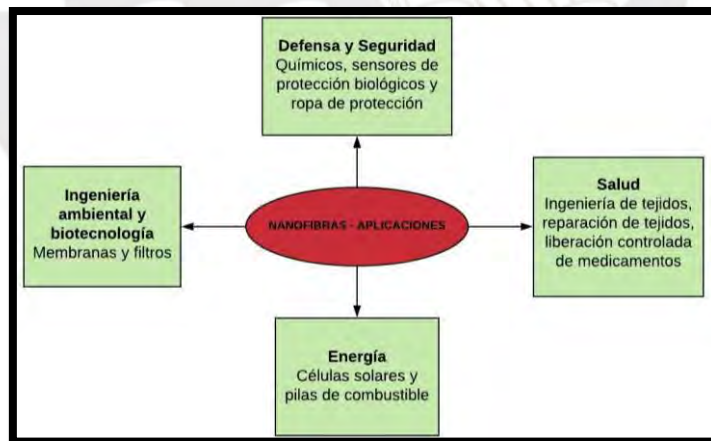 Defensa y Seguridad
Químicos, sensores de
protección biológicos y
ropa de protección
Ingeniería
ambiental y
biotecnología
Membranas y filtros
NANOFIBRAS - APLICACIONES
Salud
Ingeniería de tejidos,
reparación de tejidos,
liberación controlada
de medicamentos
Energía
Células solares y
pilas de combustible